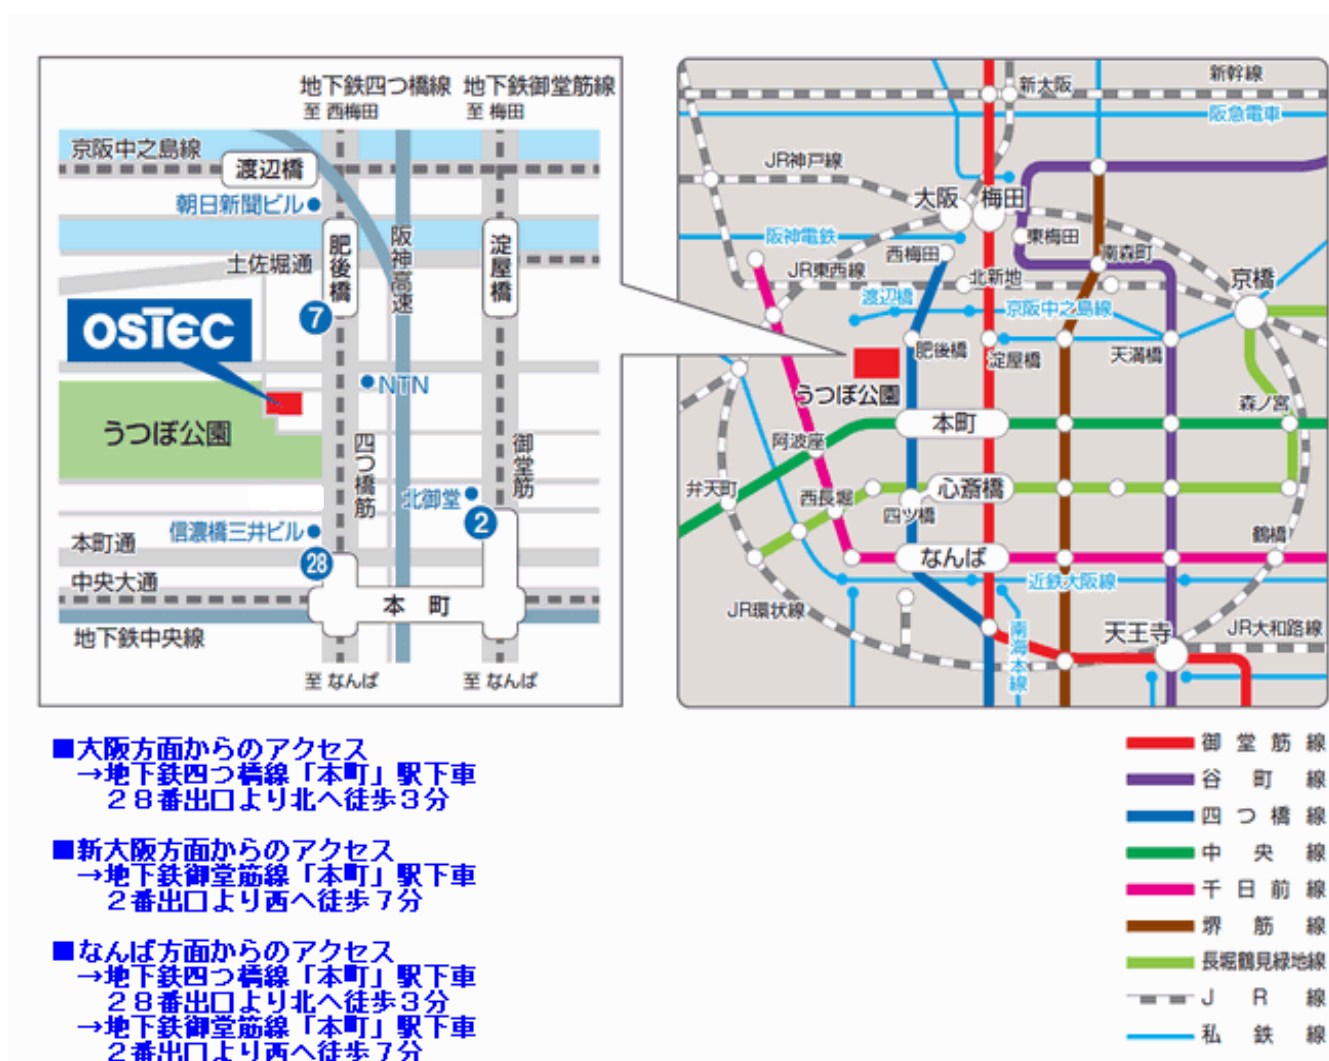 地下鉄四つ橋線 地下鉄御堂筋線
至 西梅田 至 梅田
京阪中之島線
渡辺橋
朝日新聞ビル
肥後橋
阪神高速
淀屋橋
土佐堀通
7
OSTEC
NTN
うつぼ公園
四つ橋筋
御堂筋
北御堂
2
信濃橋三井ビル
本町通
28
中央大通
本町
地下鉄中央線
至 なんば 至 なんば
新幹線
新大阪
阪急電車
JR神戸線
大阪 梅田
阪神電鉄
東梅田
西梅田
南森町
JR東西線
北新地
京橋
渡辺橋
京阪中之島線
肥後橋
淀屋橋
天満橋
うつぼ公園
森ノ宮
本町
阿波座
弁天町
西長堀
心斎橋
四ツ橋
鶴橋
なんば
近鉄大阪線
JR環状線
南海本線
天王寺
JR大和路線
■大阪方面からのアクセス
→地下鉄四つ橋線「本町」駅下車
28番出口より北へ徒歩3分
■新大阪方面からのアクセス
→地下鉄御堂筋線「本町」駅下車
2番出口より西へ徒歩7分
■なんば方面からのアクセス
→地下鉄四つ橋線「本町」駅下車
28番出口より北へ徒歩3分
→地下鉄御堂筋線「本町」駅下車
2番出口より西へ徒歩7分
御堂筋線
谷町線
四つ橋線
中央線
千日前線
堺筋線
長堀鶴見緑地線
JR線
私鉄線